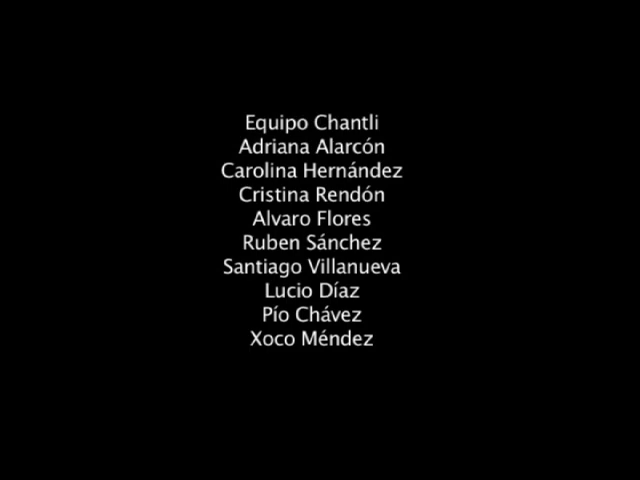 Equipo Chantli
Adriana Alarcón
Carolina Hernández
Cristina Rendón
Alvaro Flores
Ruben Sánchez
Santiago Villanueva
Lucio Díaz
Pío Chávez
Xoco Méndez